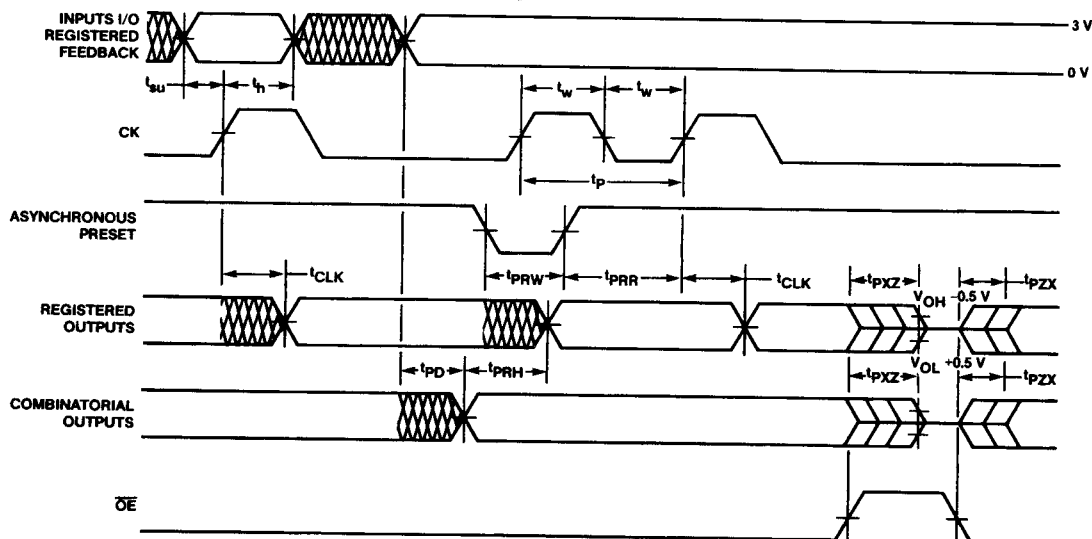 INPUTS I/O
REGISTERED
FEEDBACK
3 V
0 V
tsu
th
tw
tw
CK
tP
ASYNCHRONOUS
PRESET
tCLK
tPRW
tPRR
tCLK
tPXZ
tPZX
VOH -0.5 V
REGISTERED
OUTPUTS
VOL +0.5 V
tPD
tPRH
tPXZ
tPZX
COMBINATORIAL
OUTPUTS
OE